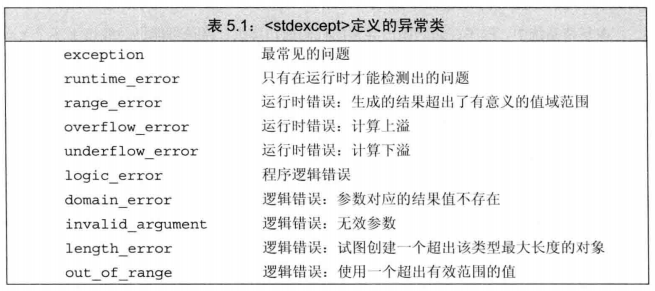 表 5.1：<stdexcept>定义的异常类
exception 最常见的问题
runtime_error 只有在运行时才能检测出的问题
range_error 运行时错误：生成的结果超出了有意义的值域范围
overflow_error 运行时错误：计算上溢
underflow_error 运行时错误：计算下溢
logic_error 程序逻辑错误
domain_error 逻辑错误：参数对应的结果值不存在
invalid_argument 逻辑错误：无效参数
length_error 逻辑错误：试图创建一个超出该类型最大长度的对象
out_of_range 逻辑错误：使用一个超出有效范围的值